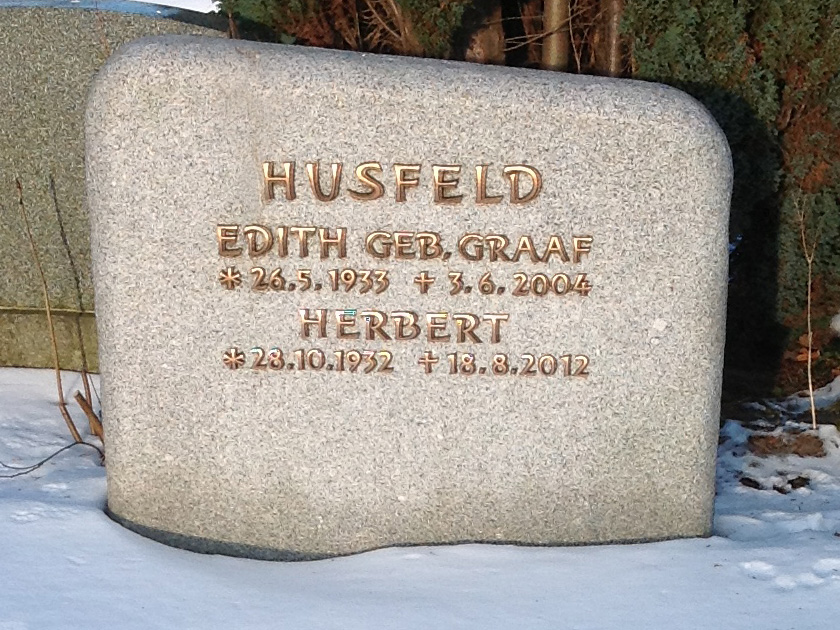 HUSFELD
EDITH GEB. GRAAF
* 26.5.1933 + 3.6.2004
HERBERT
* 28.10.1932 + 18.8.2012